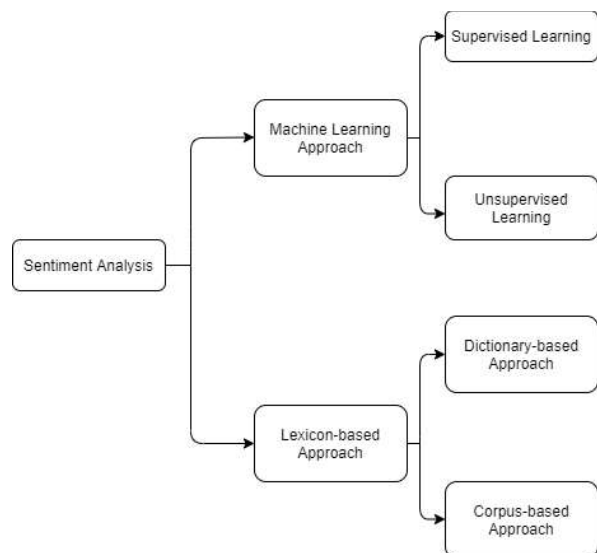 Supervised Learning
Machine Learning
Approach
Unsupervised
Learning
Sentiment Analysis
Dictionary-based
Approach
Lexicon-based
Approach
Corpus-based
Approach